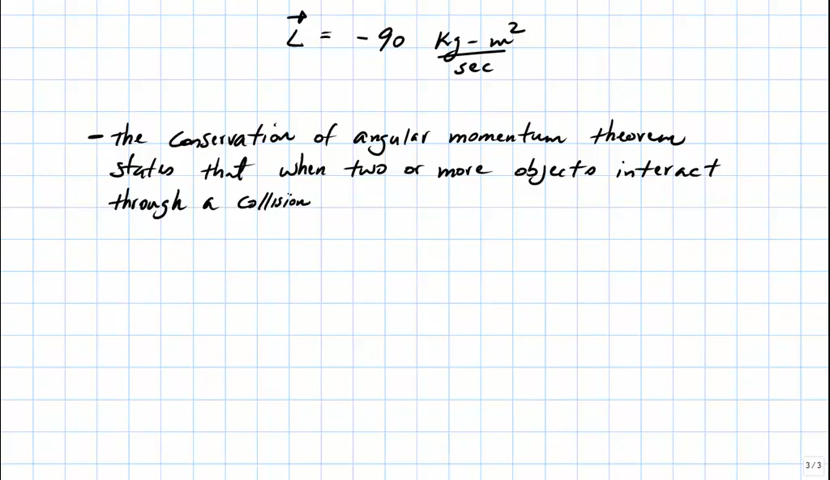 L⃗ = -90 Kg-m²/sec
- the conservation of angular momentum theorem
states that when two or more objects interact
through a collision
3/3